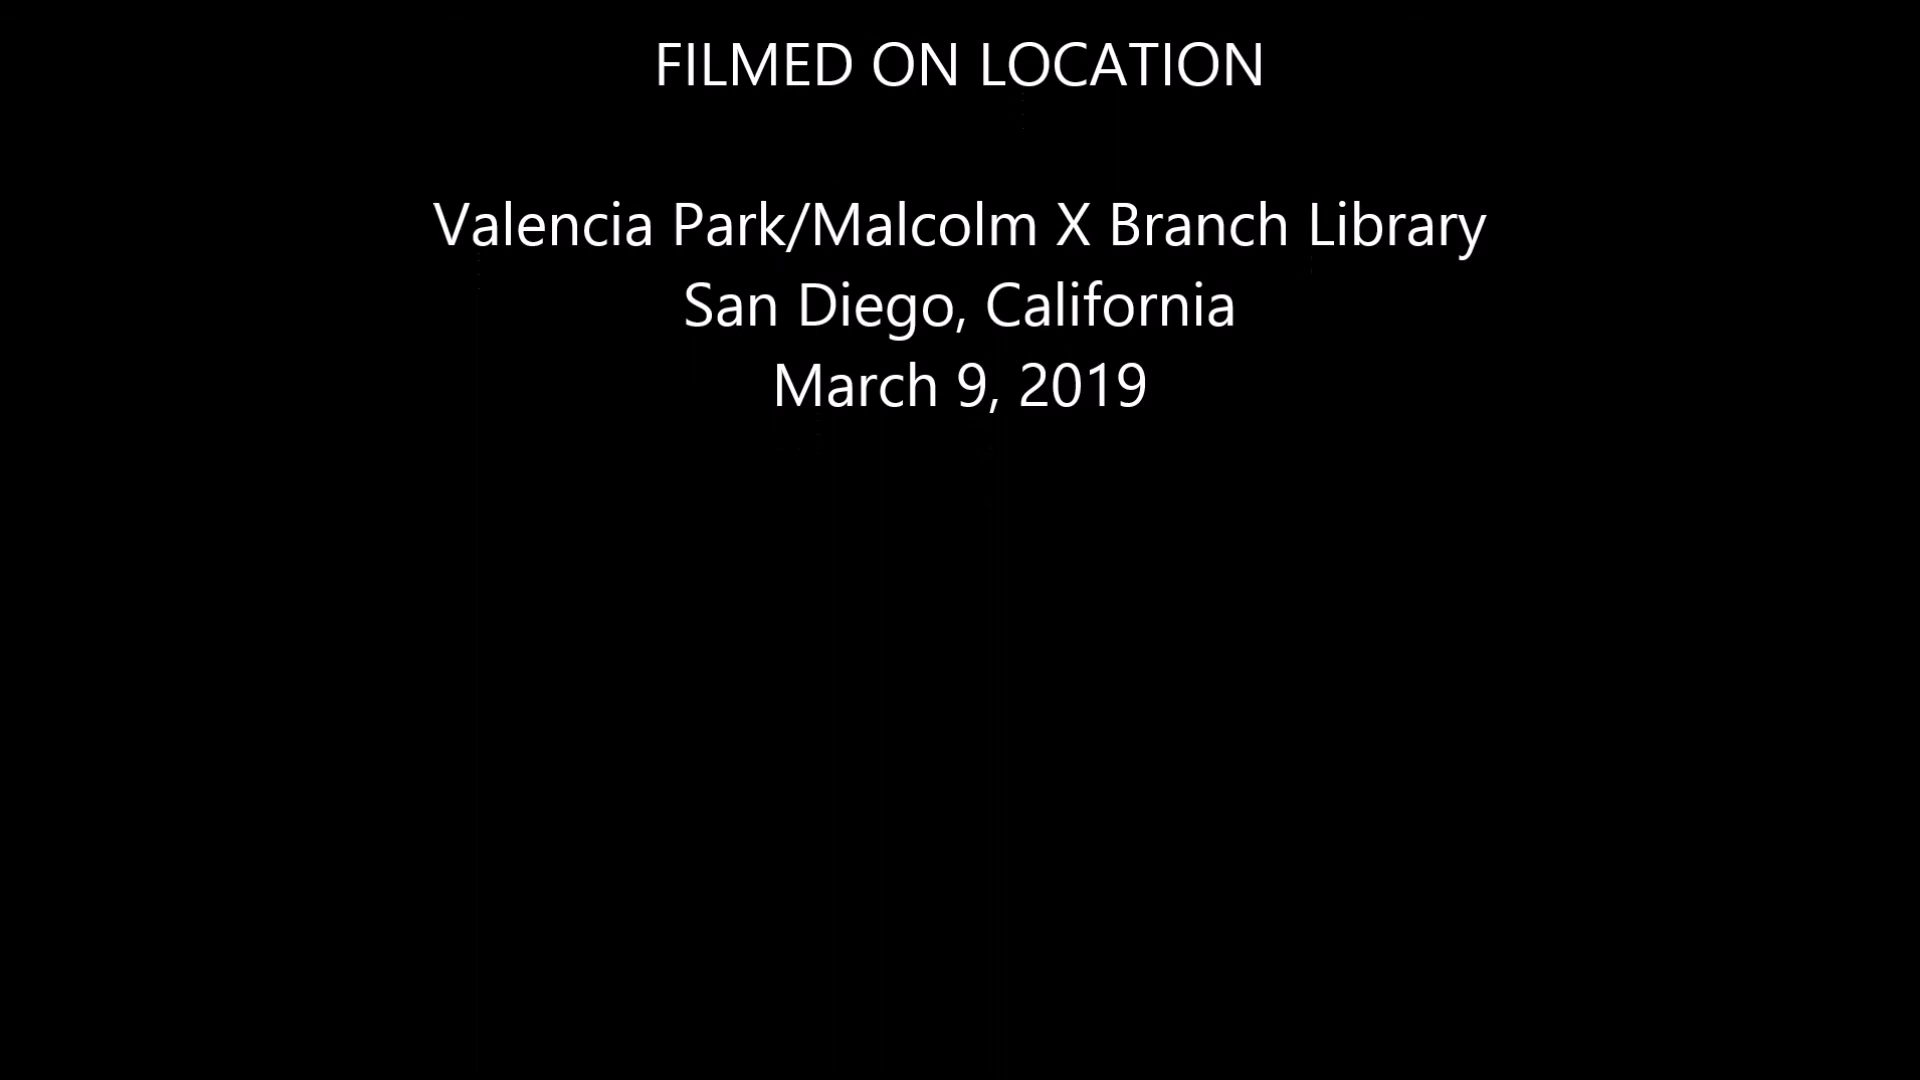 FILMED ON LOCATION
Valencia Park/Malcolm X Branch Library
San Diego, California
March 9, 2019